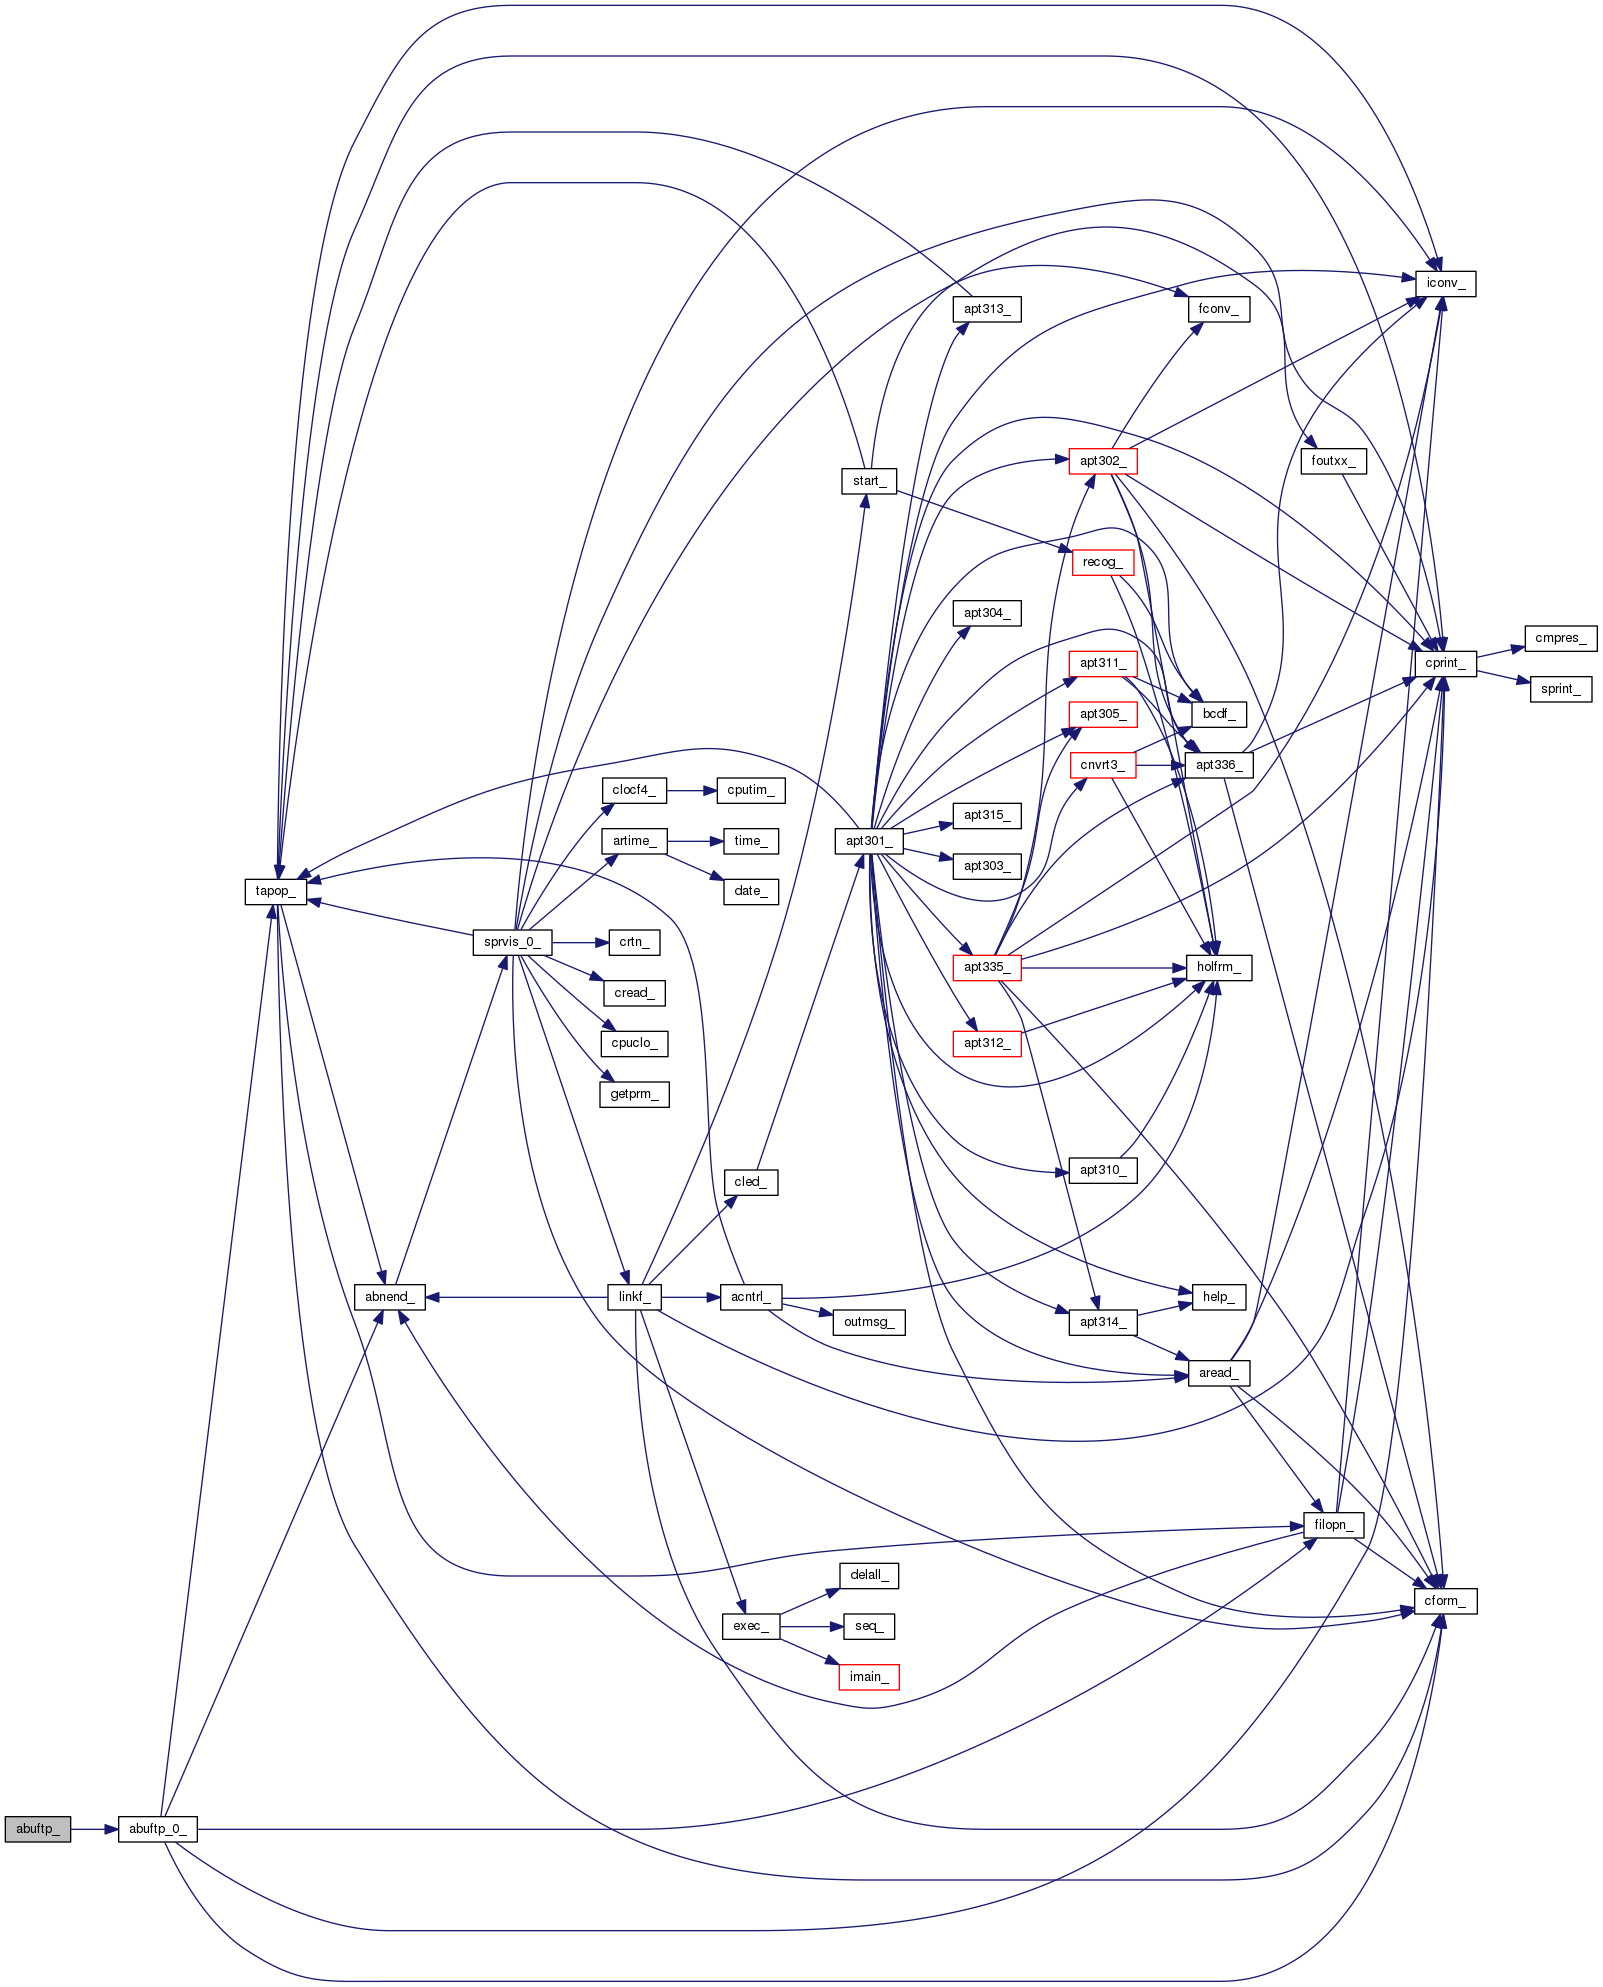 iconv_
apt313_
fconv_
apt302_
foutxx_
start_
recog_
apt304_
cmpres_
apt311_
cprint_
sprint_
apt305_
bcdf_
cnvrt3_
apt336_
clocf4_
cputim_
apt315_
artime_
time_
apt301_
apt303_
tapop_
date_
sprvis_0_
crtn_
apt335_
holfrm_
cread_
cpuclo_
apt312_
getprm_
apt310_
cled_
abnend_
linkf_
acntrl_
help_
outmsg_
apt314_
aread_
filopn_
delall_
cform_
exec_
seq_
imain_
abuftp_
abuftp_0_